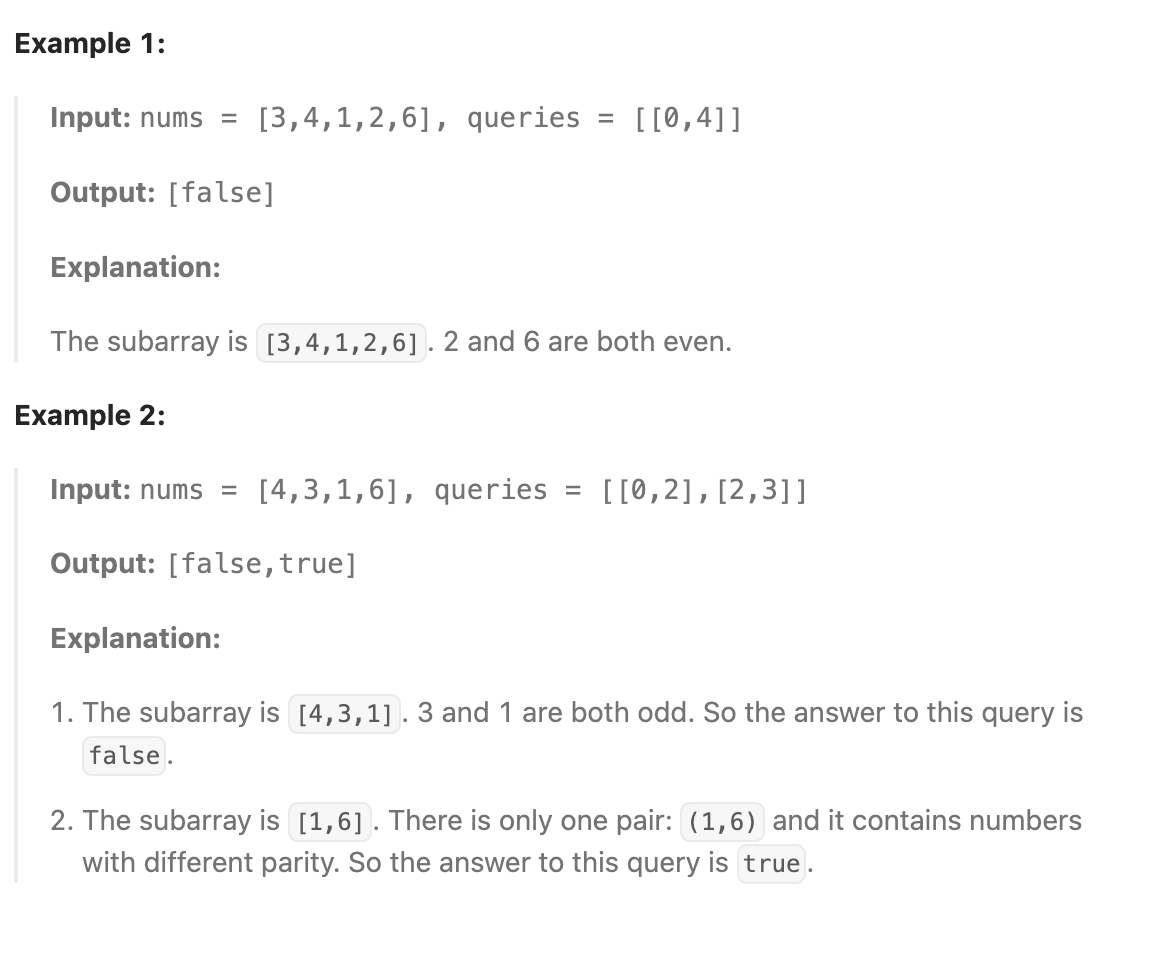 Example 1:
Input: nums = [3,4,1,2,6], queries = [[0,4]]
Output: [false]
Explanation:
The subarray is [3,4,1,2,6]. 2 and 6 are both even.
Example 2:
Input: nums = [4,3,1,6], queries = [[0,2],[2,3]]
Output: [false,true]
Explanation:
1. The subarray is [4,3,1]. 3 and 1 are both odd. So the answer to this query is
false.
2. The subarray is [1,6]. There is only one pair: (1,6) and it contains numbers
with different parity. So the answer to this query is true.